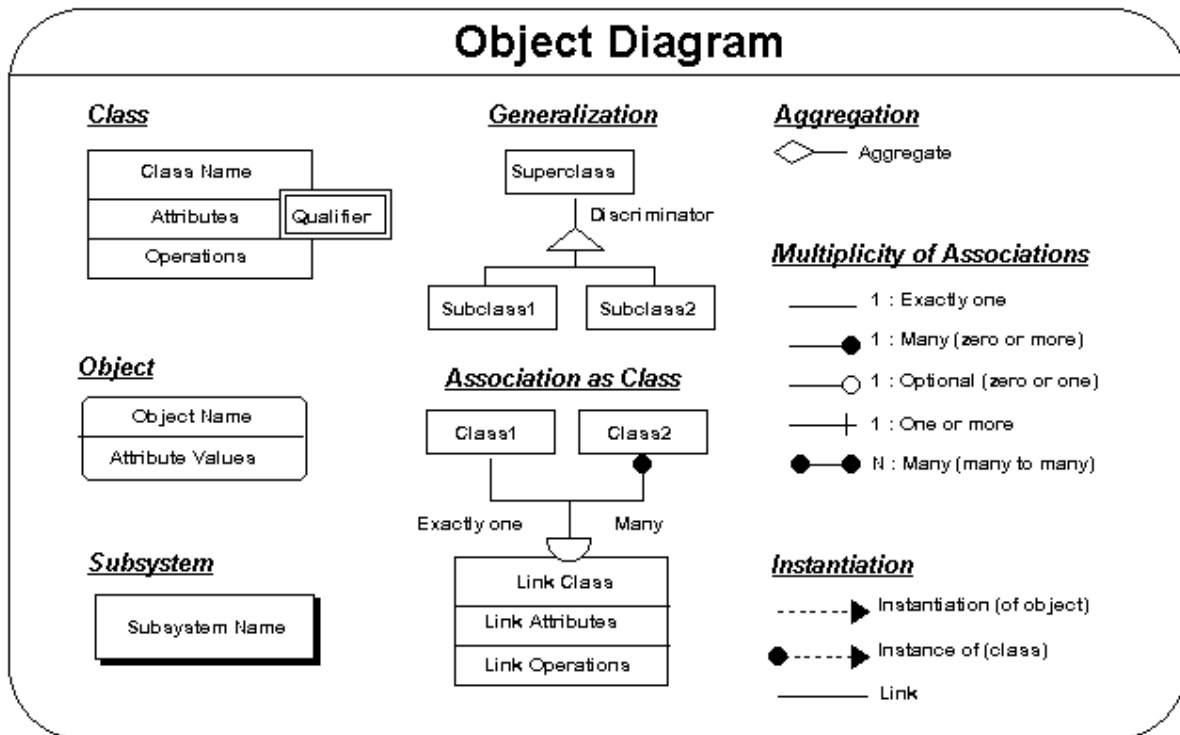 Object Diagram
Class
Class Name
Attributes
Qualifier
Operations
Object
Object Name
Attribute Values
Subsystem
Subsystem Name
Generalization
Superclass
Discriminator
Subclass1
Subclass2
Association as Class
Class1
Class2
Exactly one
Many
Link Class
Link Attributes
Link Operations
Aggregation
Aggregate
Multiplicity of Associations
1 : Exactly one
1 : Many (zero or more)
1 : Optional (zero or one)
1 : One or more
N : Many (many to many)
Instantiation
Instantiation (of object)
Instance of (class)
Link